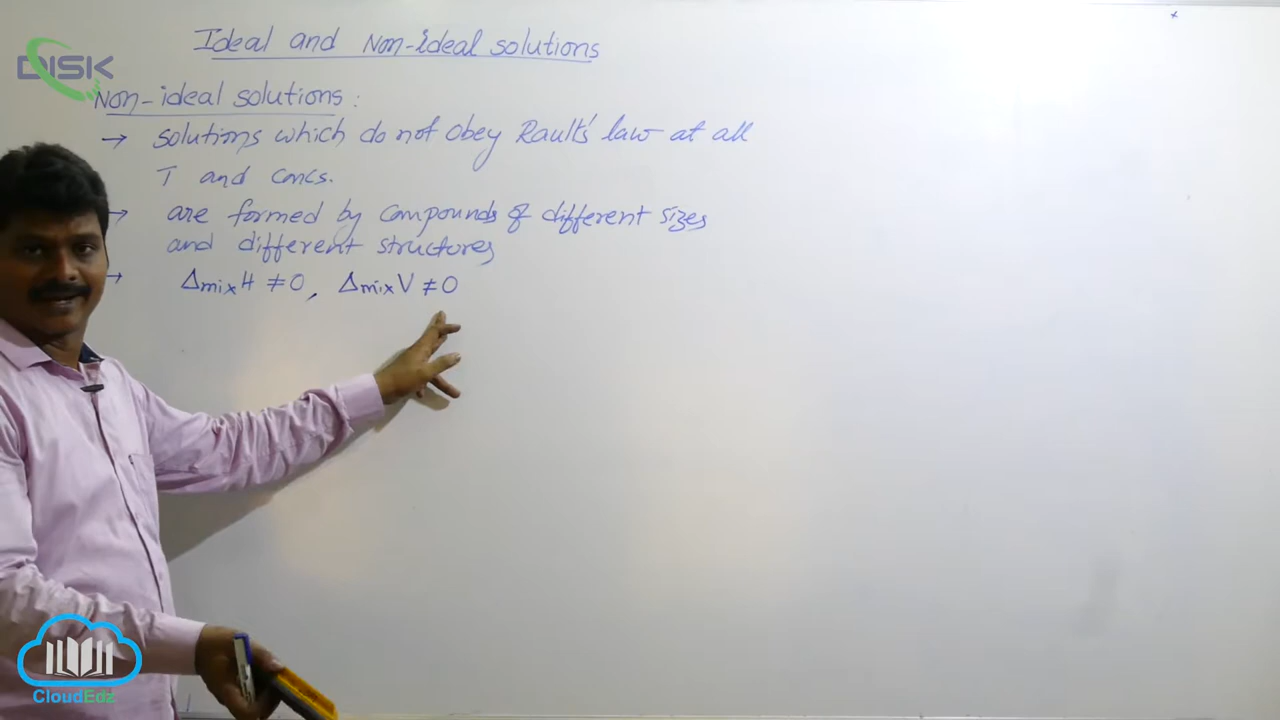 Ideal and Non-ideal solutions
DISK
Non-ideal solutions :
→ solutions which do not obey Rault's law at all
T and concs.
→ are formed by compounds of different sizes
and different structures
→ ΔmixH ≠ 0, ΔmixV ≠ 0
CloudEdz